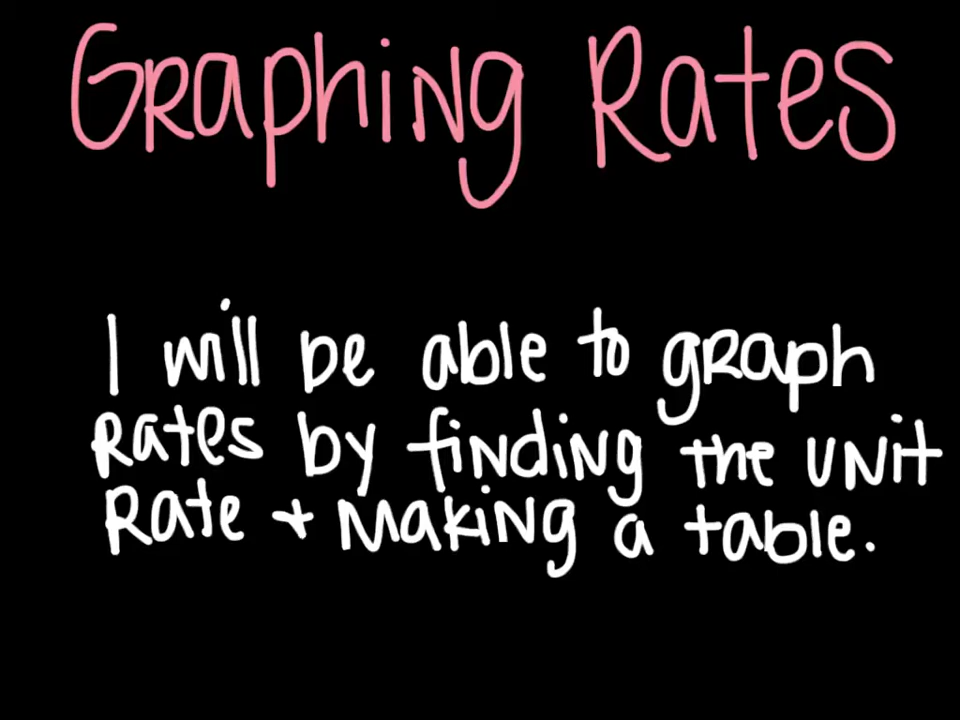 Graphing Rates
I will be able to graph
Rates by finding the unit
Rate + Making a table.